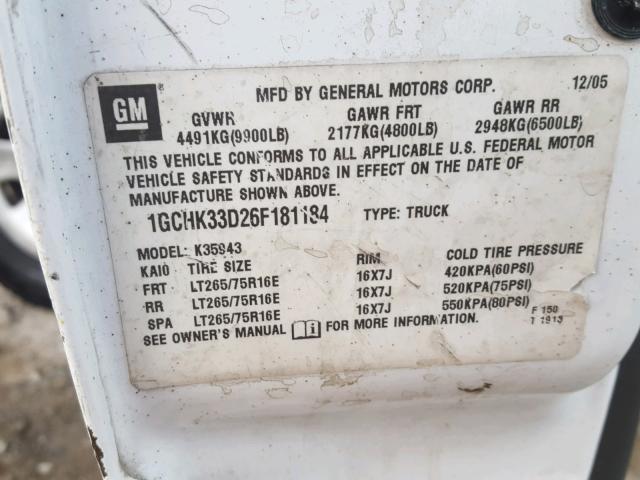 GM
MFD BY GENERAL MOTORS CORP. 12/05
GVWR GAWR FRT GAWR RR
4491KG(9900LB) 2177KG(4800LB) 2948KG(6500LB)
THIS VEHICLE CONFORMS TO ALL APPLICABLE U.S. FEDERAL MOTOR
VEHICLE SAFETY STANDARDS IN EFFECT ON THE DATE OF
MANUFACTURE SHOWN ABOVE.
1GCHK33D26F181184 TYPE: TRUCK
MODEL: K35943
KAI0 TIRE SIZE RIM COLD TIRE PRESSURE
FRT LT265/75R16E 16X7J 420KPA(60PSI)
RR LT265/75R16E 16X7J 520KPA(75PSI)
SPA LT265/75R16E 16X7J 550KPA(80PSI)
SEE OWNER'S MANUAL i FOR MORE INFORMATION.
F 150
T 1913